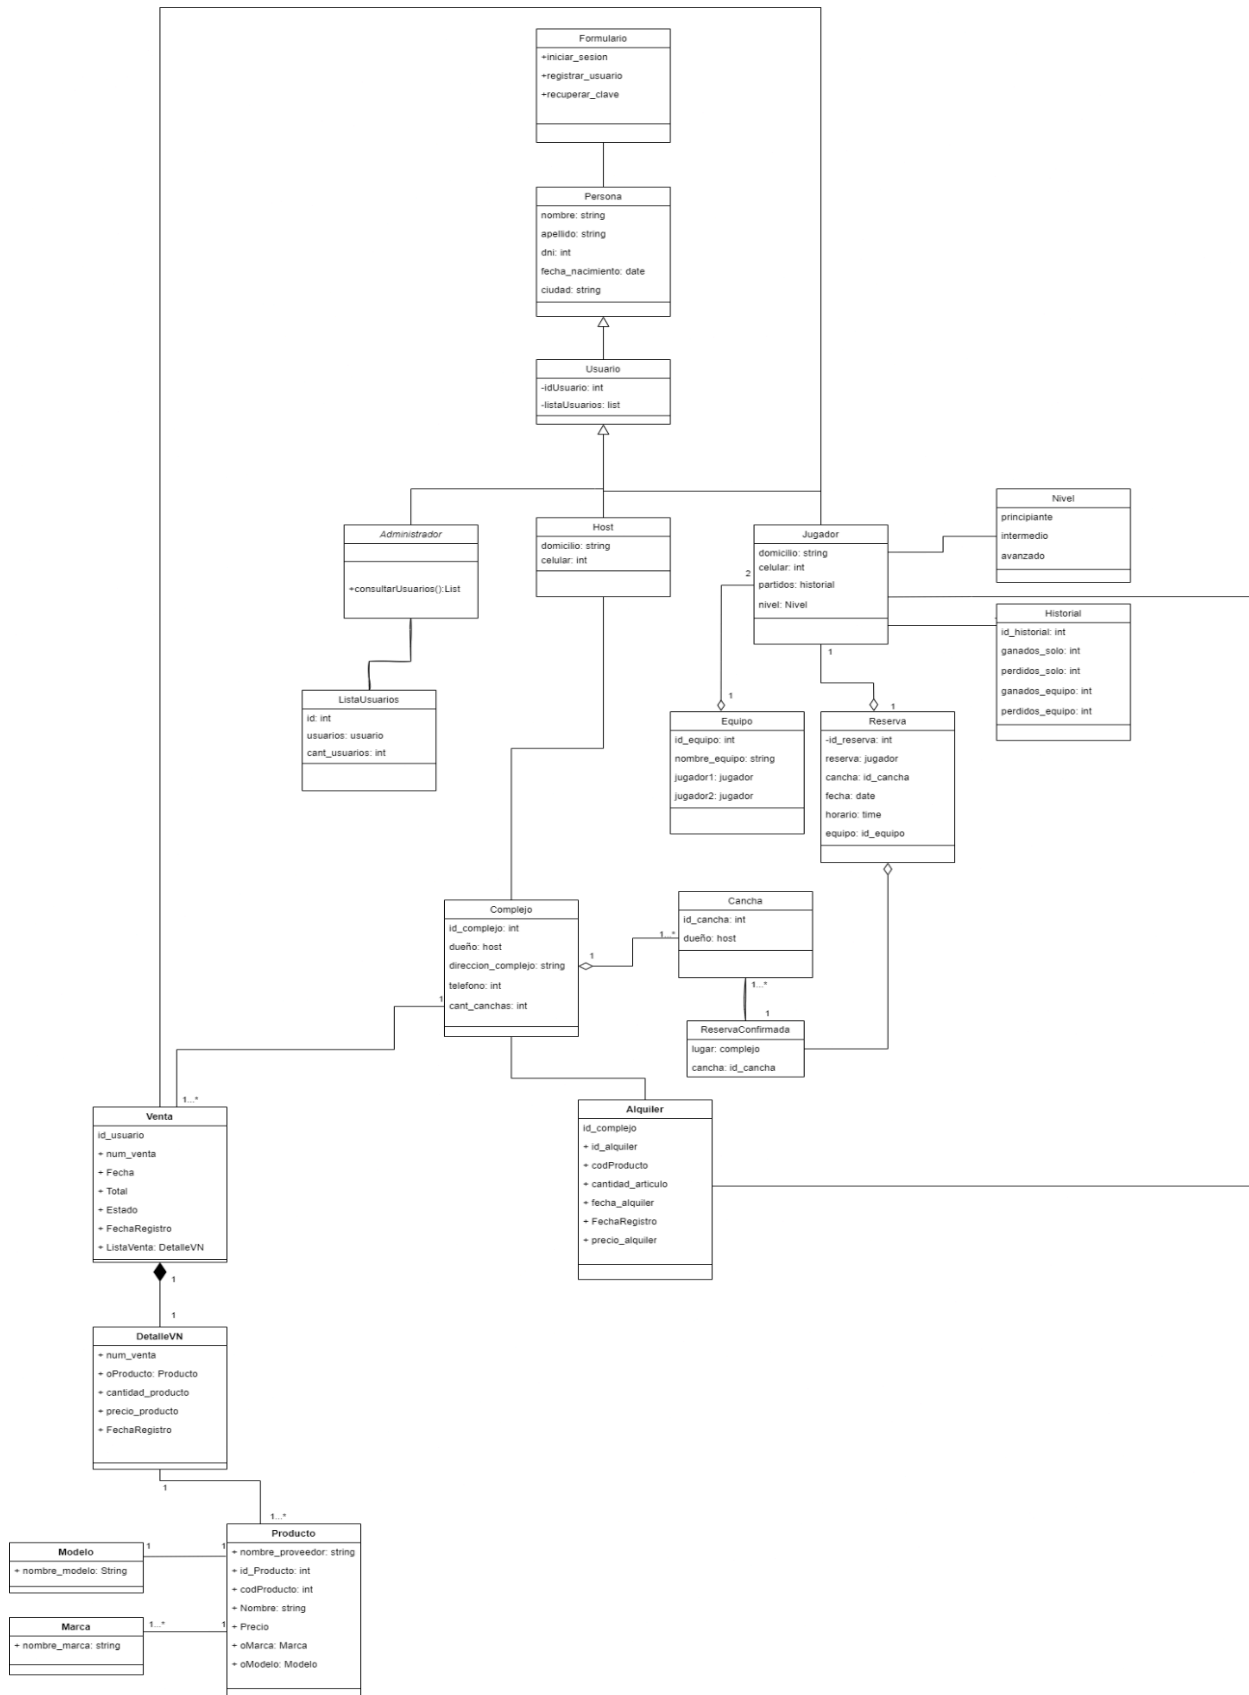 Formulario
+iniciar_sesion
+registrar_usuario
+recuperar_clave
Persona
nombre: string
apellido: string
dni: int
fecha_nacimiento: date
ciudad: string
Usuario
-idUsuario: int
-listaUsuarios: list
Administrador
+consultarUsuarios():List
Host
domicilio: string
celular: int
Jugador
domicilio: string
celular: int
partidos: historial
nivel: Nivel
Nivel
principiante
intermedio
avanzado
Historial
id_historial: int
ganados_solo: int
perdidos_solo: int
ganados_equipo: int
perdidos_equipo: int
2
1
1
1
ListaUsuarios
id: int
usuarios: usuario
cant_usuarios: int
Equipo
id_equipo: int
nombre_equipo: string
jugador1: jugador
jugador2: jugador
Reserva
-id_reserva: int
reserva: jugador
cancha: id_cancha
fecha: date
horario: time
equipo: id_equipo
Complejo
id_complejo: int
dueño: host
direccion_complejo: string
telefono: int
cant_canchas: int
1
1...*
1
Cancha
id_cancha: int
dueño: host
1...*
1
ReservaConfirmada
lugar: complejo
cancha: id_cancha
1...*
Venta
id_usuario
+ num_venta
+ Fecha
+ Total
+ Estado
+ FechaRegistro
+ ListaVenta: DetalleVN
Alquiler
id_complejo
+ id_alquiler
+ codProducto
+ cantidad_articulo
+ fecha_alquiler
+ FechaRegistro
+ precio_alquiler
1
1
DetalleVN
+ num_venta
+ oProducto: Producto
+ cantidad_producto
+ precio_producto
+ FechaRegistro
1
1...*
Producto
+ nombre_proveedor: string
+ id_Producto: int
+ codProducto: int
+ Nombre: string
+ Precio
+ oMarca: Marca
+ oModelo: Modelo
Modelo
+ nombre_modelo: String
1
1
Marca
+ nombre_marca: string
1...*
1